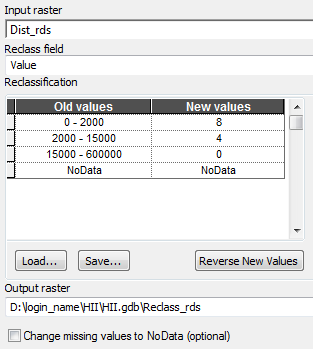 Input raster
Dist_rds
Reclass field
Value
Reclassification
Old values New values
0 - 2000 8
2000 - 15000 4
15000 - 600000 0
NoData NoData
Load... Save... Reverse New Values
Output raster
D:\login_name\HII\HII.gdb\Reclass_rds
Change missing values to NoData (optional)